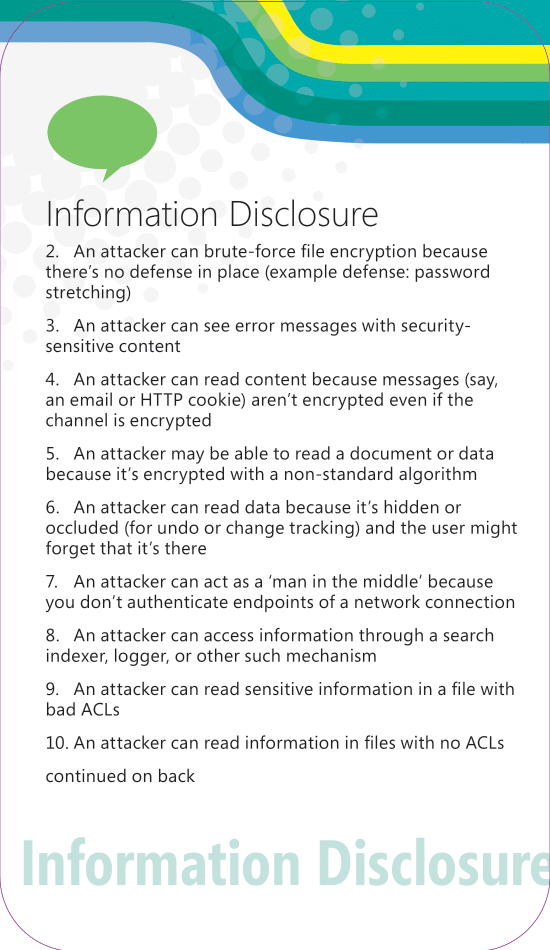 Information Disclosure
2. An attacker can brute-force file encryption because
there’s no defense in place (example defense: password
stretching)
3. An attacker can see error messages with security-
sensitive content
4. An attacker can read content because messages (say,
an email or HTTP cookie) aren’t encrypted even if the
channel is encrypted
5. An attacker may be able to read a document or data
because it’s encrypted with a non-standard algorithm
6. An attacker can read data because it’s hidden or
occluded (for undo or change tracking) and the user might
forget that it’s there
7. An attacker can act as a ‘man in the middle’ because
you don’t authenticate endpoints of a network connection
8. An attacker can access information through a search
indexer, logger, or other such mechanism
9. An attacker can read sensitive information in a file with
bad ACLs
10. An attacker can read information in files with no ACLs
continued on back
Information Disclosure